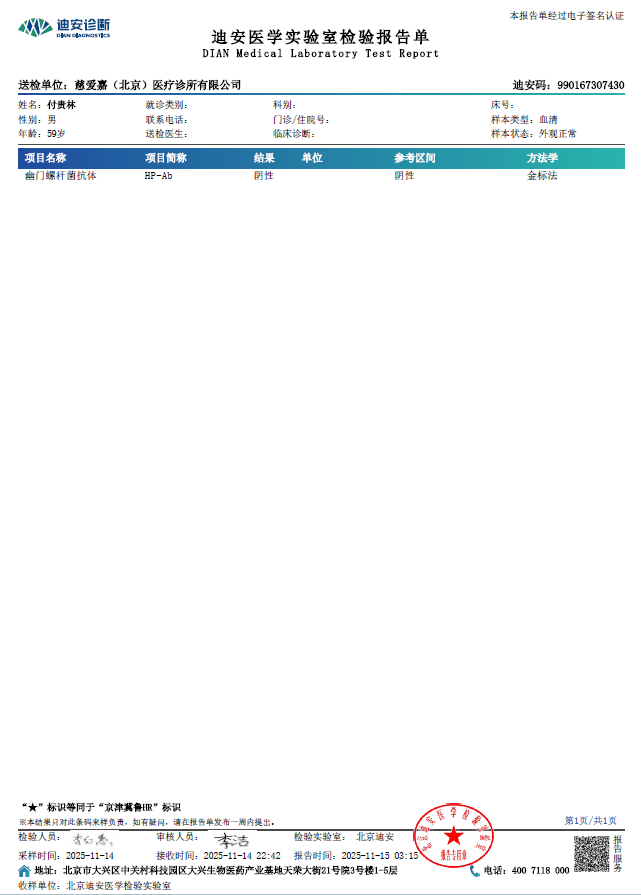 本报告单经过电子签名认证
迪安诊断
DIAN DIAGNOSTICS
迪安医学实验室检验报告单
DIAN Medical Laboratory Test Report
送检单位：慈爱嘉（北京）医疗诊所有限公司 迪安码：990167307430
姓名：付贵林 就诊类别： 科别： 床号：
性别：男 联系电话： 门诊/住院号： 样本类型：血清
年龄：59岁 送检医生： 临床诊断： 样本状态：外观正常
项目名称 项目简称 结果 单位 参考区间 方法学
幽门螺杆菌抗体 HP-Ab 阴性 阴性 金标法
“★”标识等同于“京津冀鲁HR”标识
※本结果只对此条码来样负责，如有疑问，请在报告单发布一周内提出。 第1页/共1页
检验人员： 审核人员： 李洁 检验实验室： 北京迪安
采样时间：2025-11-14 接收时间：2025-11-14 22:42 报告时间：2025-11-15 03:15
报告专用章
报告服务
地址：北京市大兴区中关村科技园区大兴生物医药产业基地天荣大街21号院3号楼1-5层 电话：400 7118 000
收样单位：北京迪安医学检验实验室